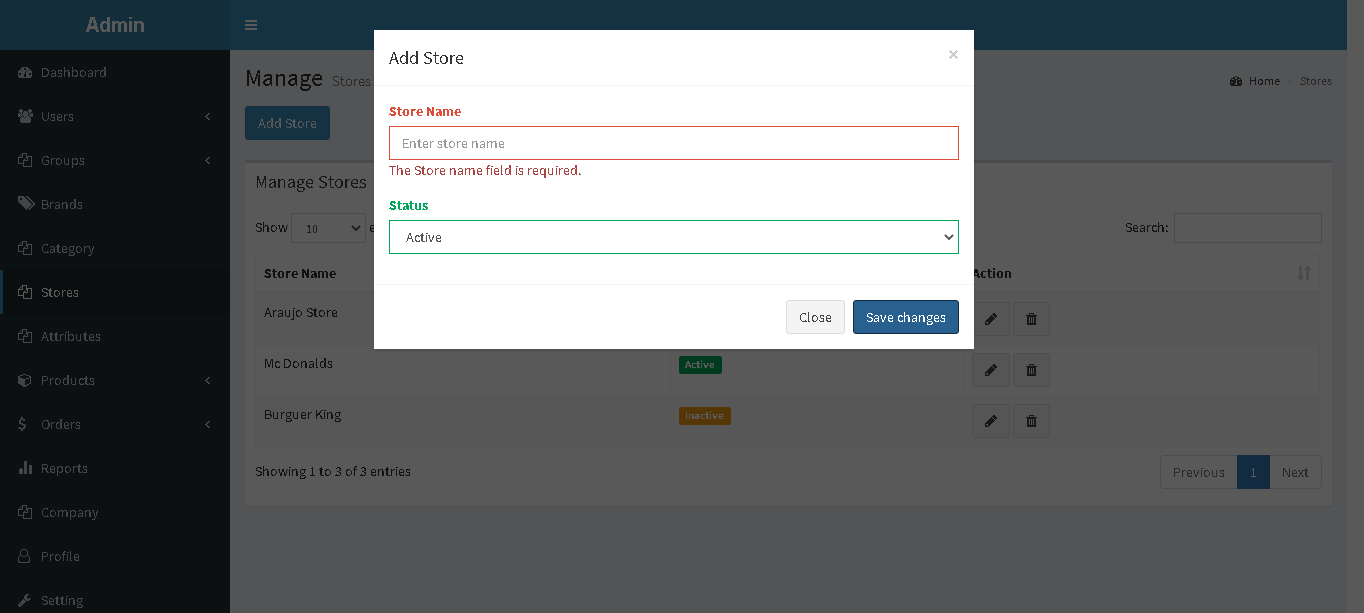 Admin
Dashboard
Users
Groups
Brands
Category
Stores
Attributes
Products
Orders
Reports
Company
Profile
Setting
Manage Stores
Home > Stores
Add Store
Manage Stores
Show 10 e
Search:
Store Name
Action
Araujo Store
Mc Donalds Active
Burguer King Inactive
Showing 1 to 3 of 3 entries
Previous 1 Next
Add Store ×
Store Name
Enter store name
The Store name field is required.
Status
Active
Close Save changes